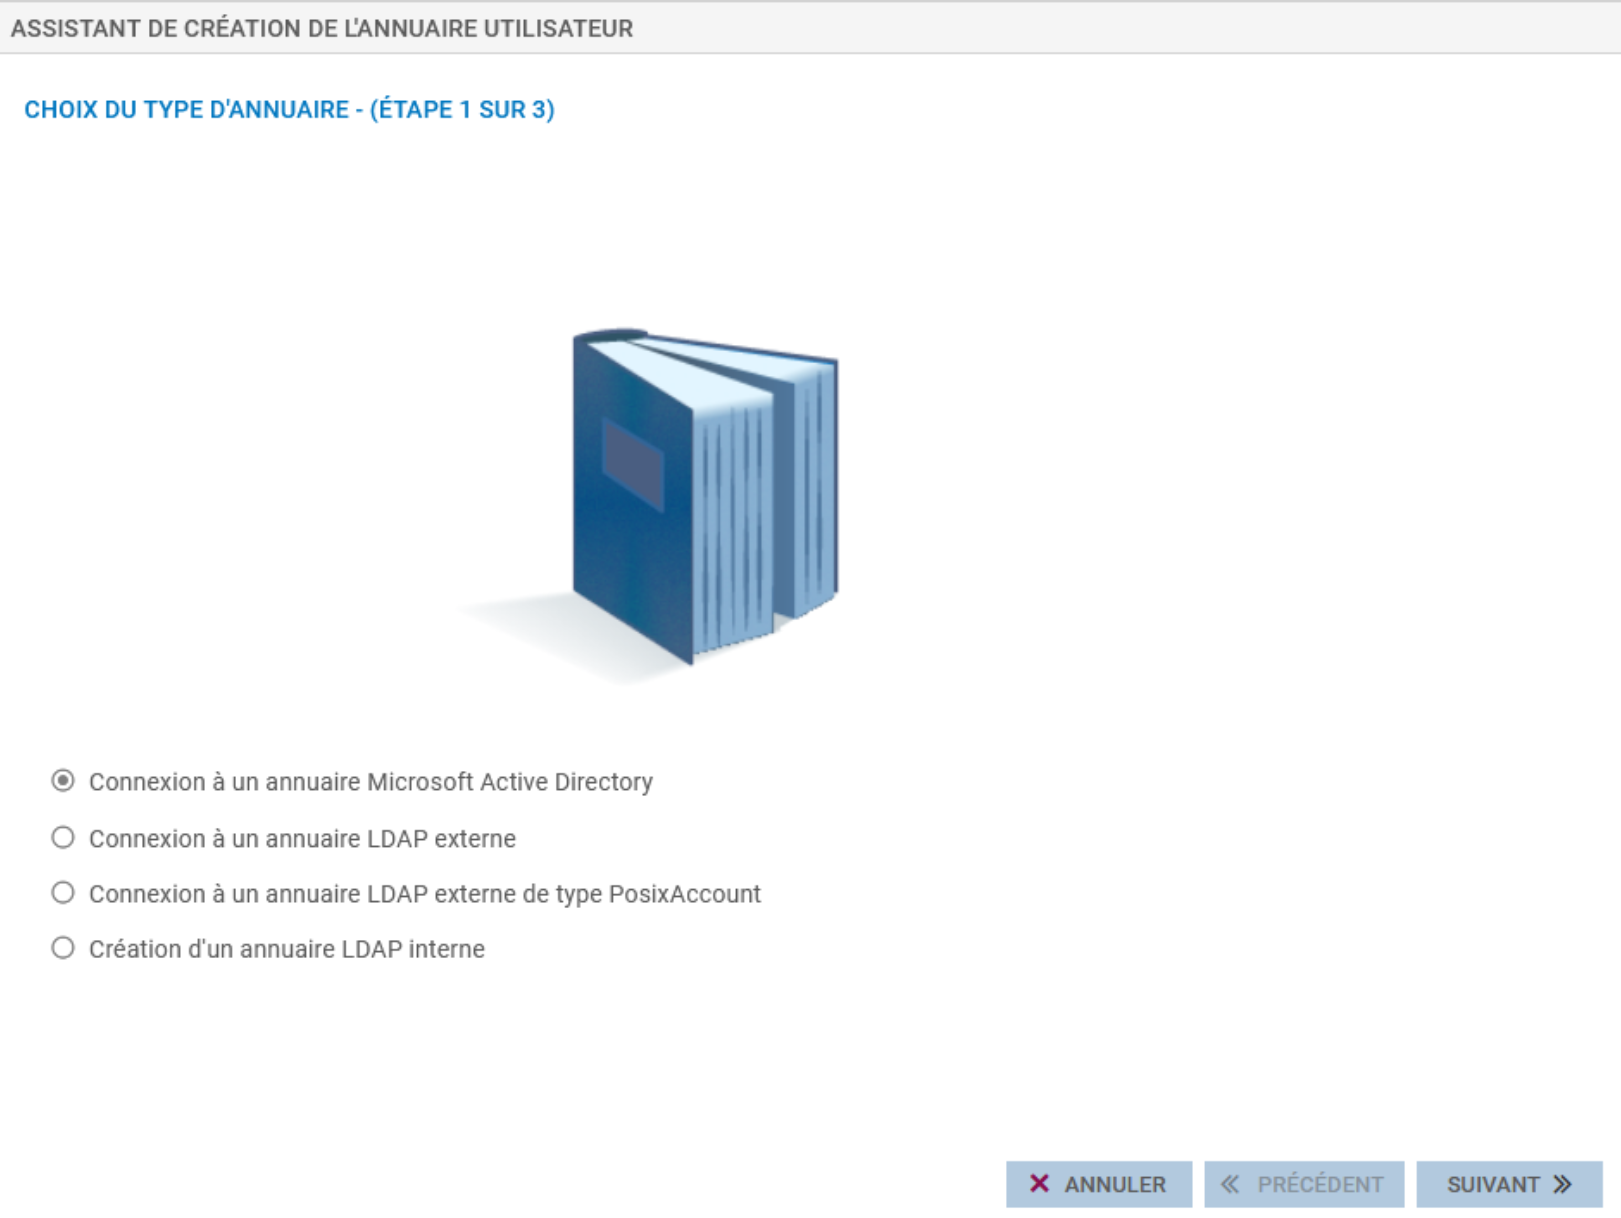 ASSISTANT DE CRÉATION DE L'ANNUAIRE UTILISATEUR
CHOIX DU TYPE D'ANNUAIRE - (ÉTAPE 1 SUR 3)
Connexion à un annuaire Microsoft Active Directory
Connexion à un annuaire LDAP externe
Connexion à un annuaire LDAP externe de type PosixAccount
Création d'un annuaire LDAP interne
ANNULER
PRÉCÉDENT
SUIVANT